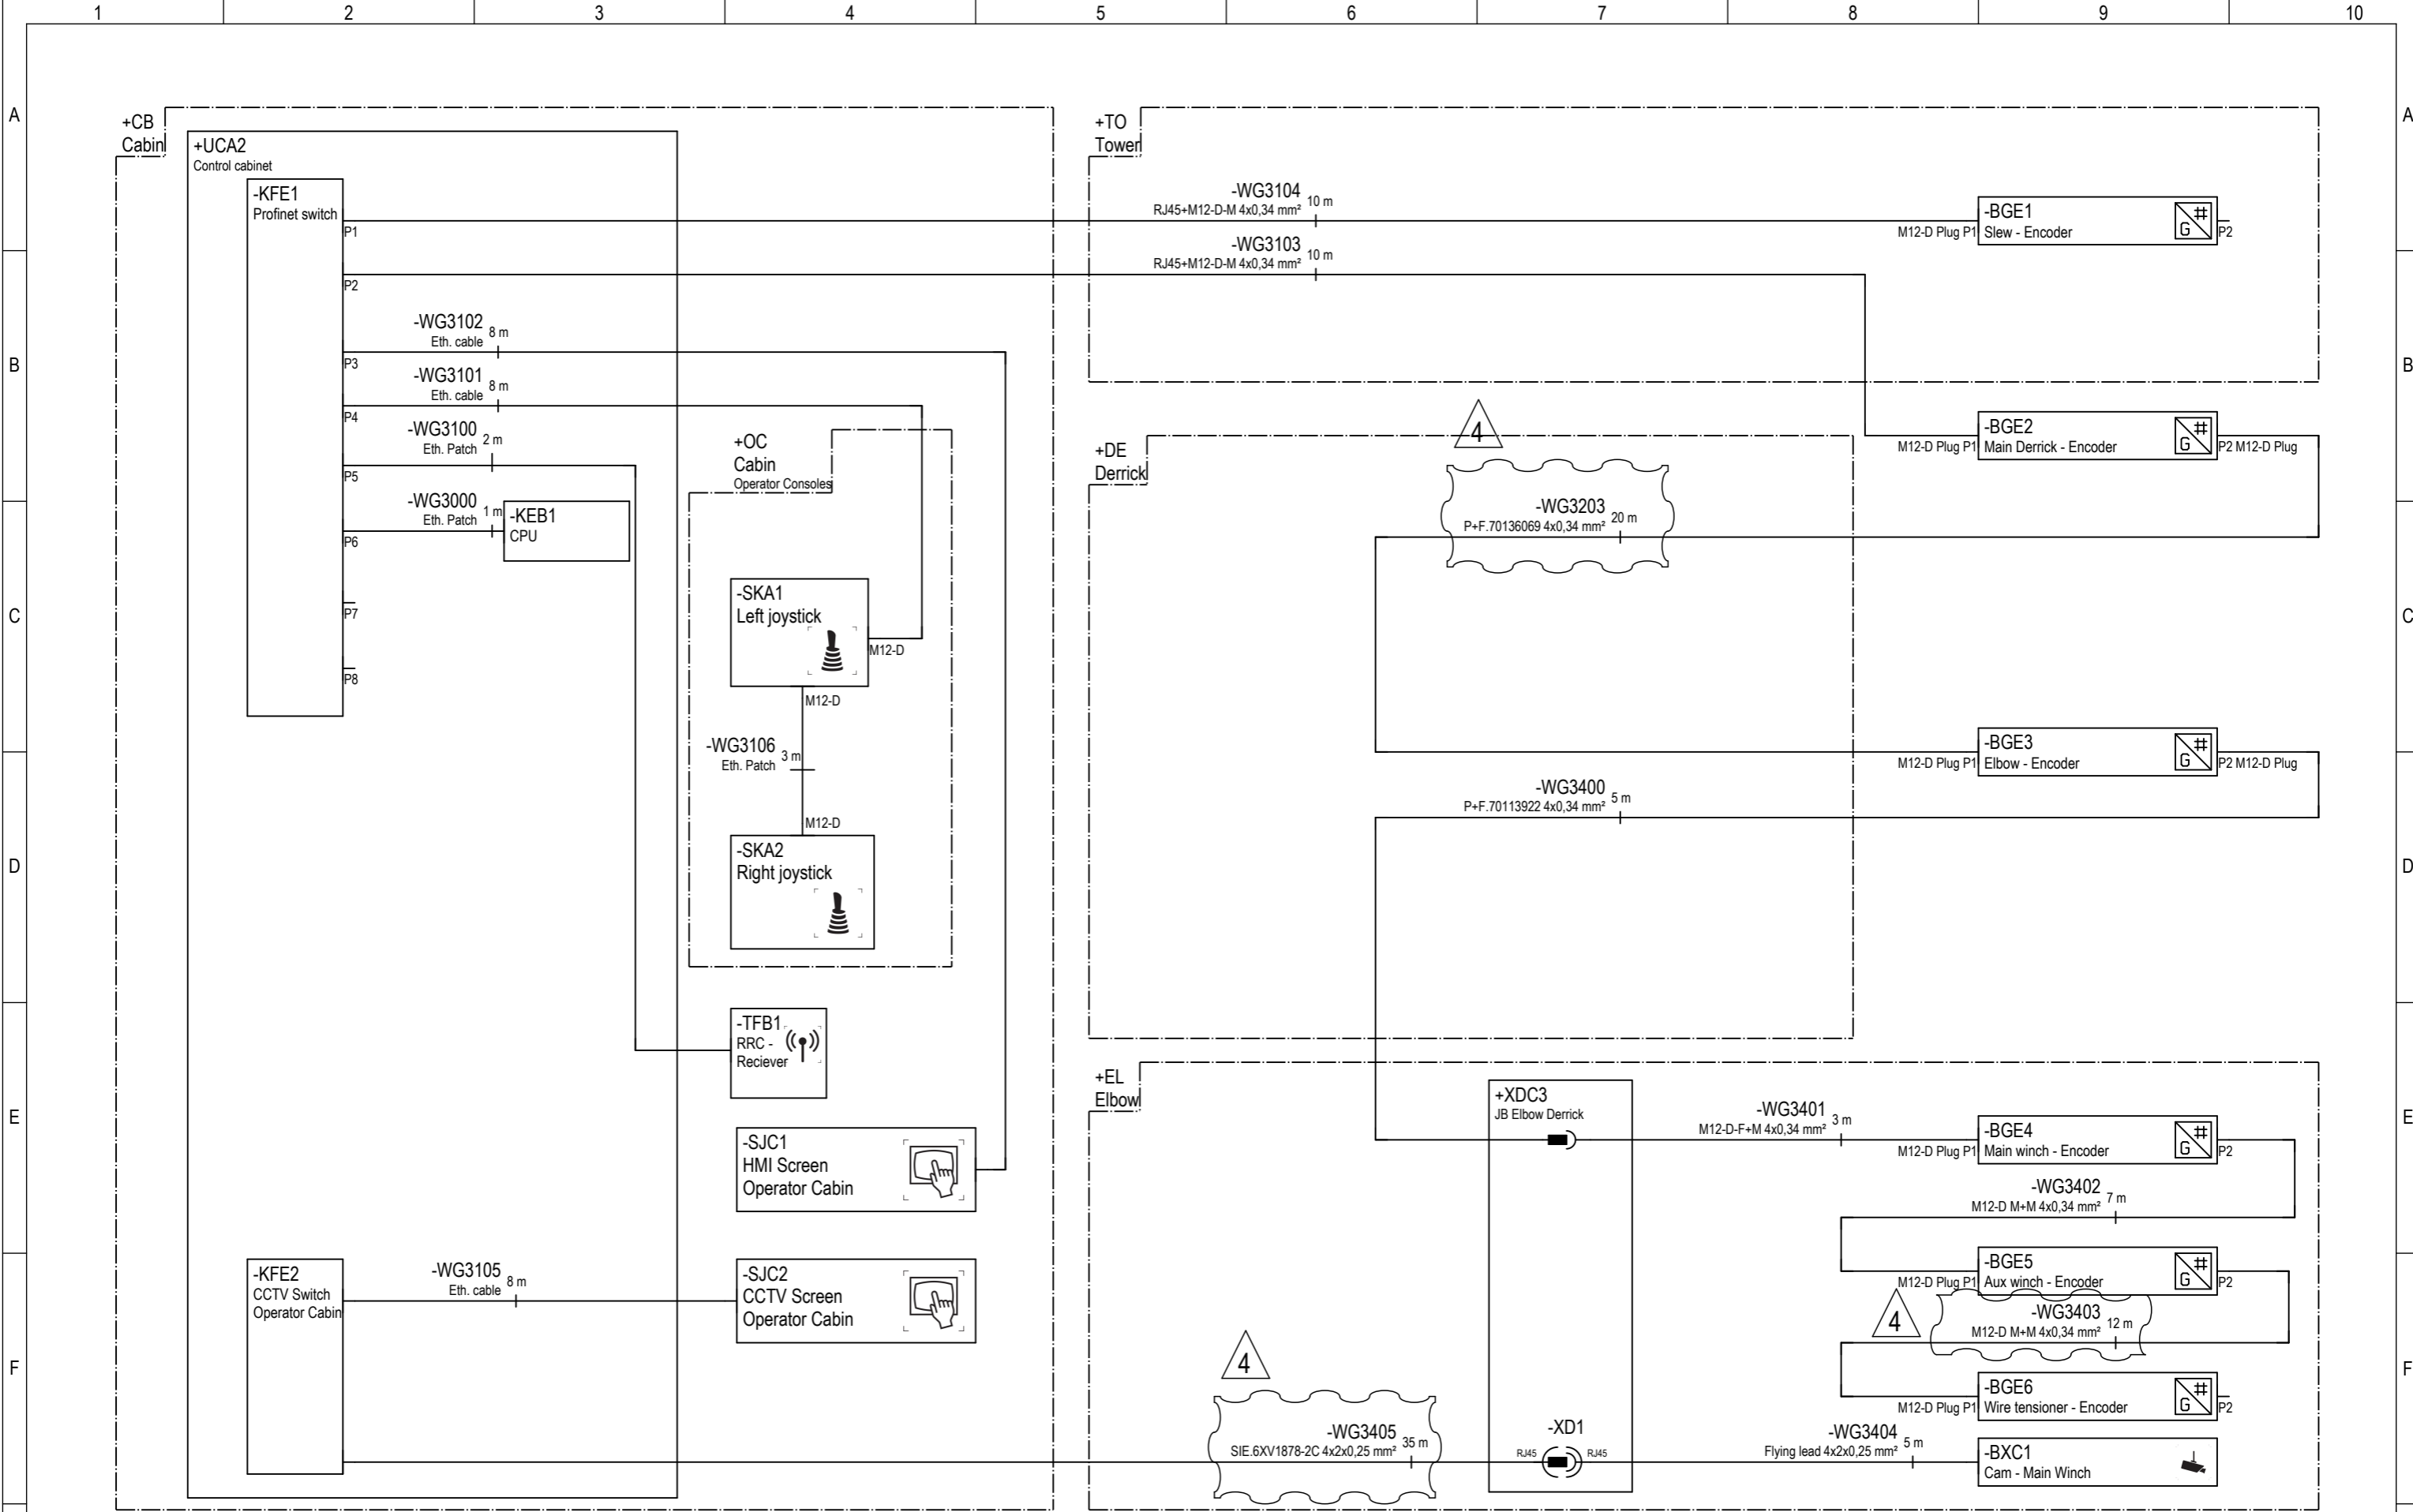 1 2 3 4 5 6 7 8 9 10
A
A
B
B
C
C
D
D
E
E
F
F
+CB
Cabin
+UCA2
Control cabinet
-KFE1
Profinet switch
P1
P2
P3
P4
P5
P6
P7
P8
-WG3102 8 m
Eth. cable
-WG3101 8 m
Eth. cable
-WG3100 2 m
Eth. Patch
-WG3000 1 m
Eth. Patch
-KEB1
CPU
+OC
Cabin
Operator Consoles
-SKA1
Left joystick
M12-D
M12-D
-WG3106 3 m
Eth. Patch
M12-D
-SKA2
Right joystick
-TFB1
RRC -
Reciever
-SJC1
HMI Screen
Operator Cabin
-KFE2
CCTV Switch
Operator Cabin
-WG3105 8 m
Eth. cable
-SJC2
CCTV Screen
Operator Cabin
+TO
Tower
-WG3104 10 m
RJ45+M12-D-M 4x0,34 mm²
-WG3103 10 m
RJ45+M12-D-M 4x0,34 mm²
M12-D Plug P1
-BGE1
Slew - Encoder
G #
P2
+DE
Derrick
4
-WG3203 20 m
P+F.70136069 4x0,34 mm²
M12-D Plug P1
-BGE2
Main Derrick - Encoder
G #
P2 M12-D Plug
M12-D Plug P1
-BGE3
Elbow - Encoder
G #
P2 M12-D Plug
-WG3400 5 m
P+F.70113922 4x0,34 mm²
+EL
Elbow
+XDC3
JB Elbow Derrick
-WG3401 3 m
M12-D-F+M 4x0,34 mm²
M12-D Plug P1
-BGE4
Main winch - Encoder
G #
P2
-WG3402 7 m
M12-D M+M 4x0,34 mm²
M12-D Plug P1
-BGE5
Aux winch - Encoder
G #
P2
4
-WG3403 12 m
M12-D M+M 4x0,34 mm²
M12-D Plug P1
-BGE6
Wire tensioner - Encoder
G #
P2
4
-WG3405 35 m
SIE.6XV1878-2C 4x2x0,25 mm²
-XD1
RJ45 RJ45
-WG3404 5 m
Flying lead 4x2x0,25 mm²
-BXC1
Cam - Main Winch